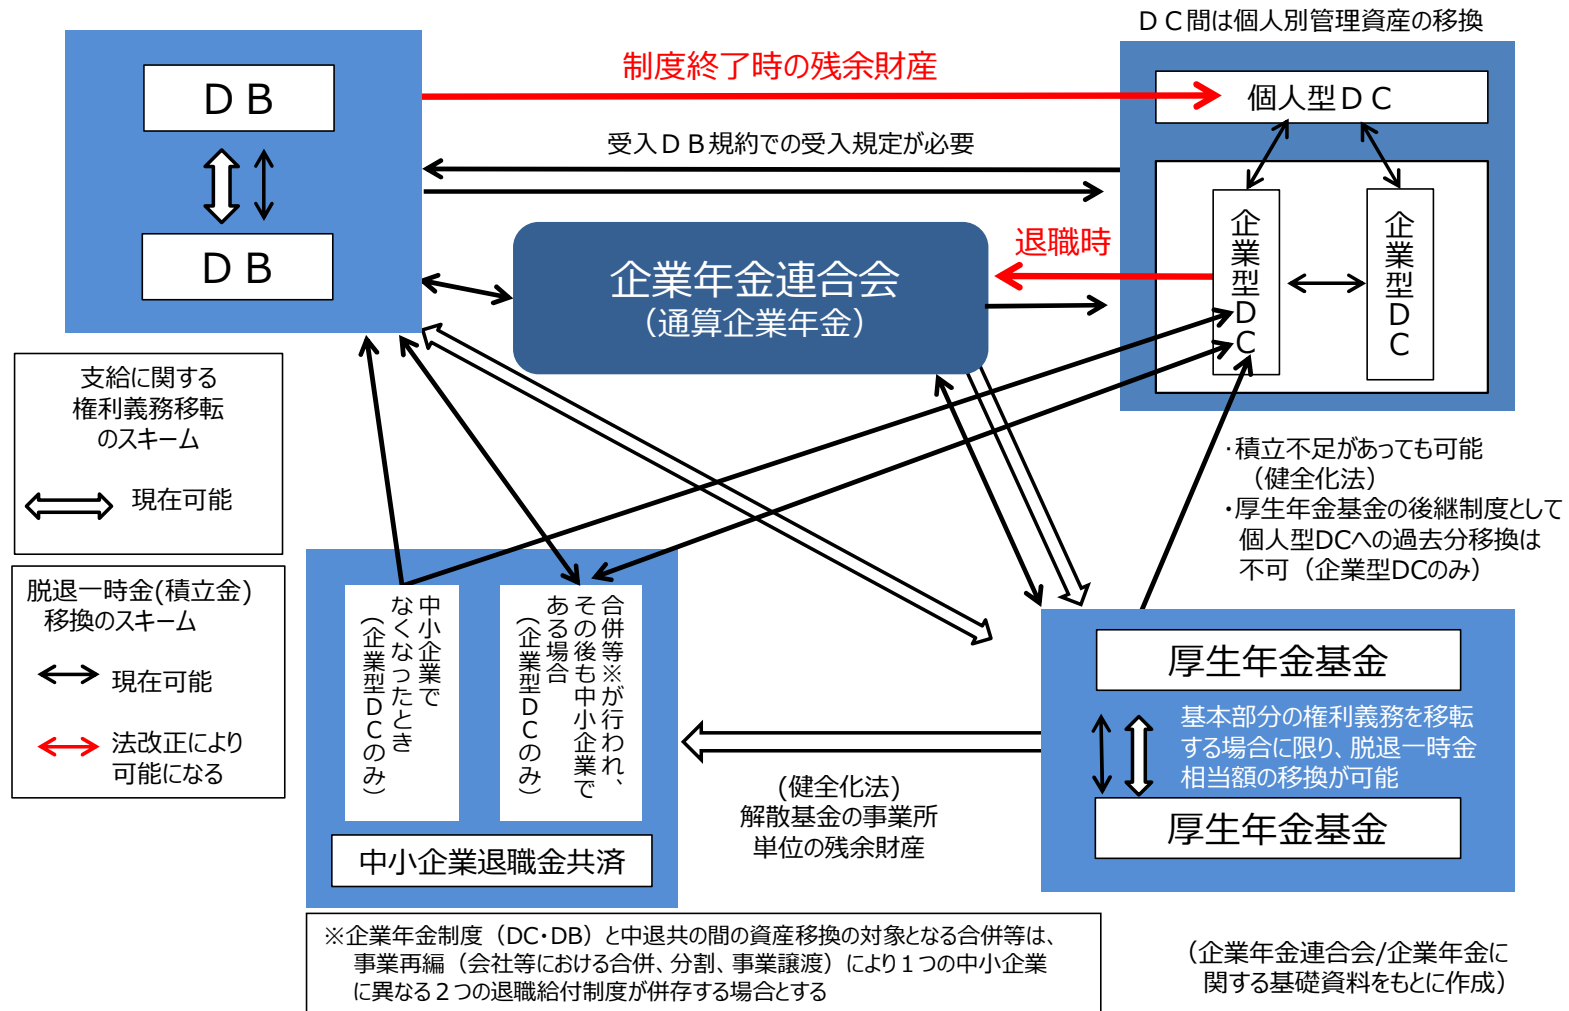 ＤＣ間は個人別管理資産の移換
制度終了時の残余財産
ＤＢ
ＤＢ
個人型ＤＣ
受入ＤＢ規約での受入規定が必要
企業型ＤＣ
企業型ＤＣ
退職時
企業年金連合会
（通算企業年金）
支給に関する
権利義務移転
のスキーム
現在可能
脱退一時金(積立金)
移換のスキーム
現在可能
法改正により
可能になる
・積立不足があっても可能
（健全化法）
・厚生年金基金の後継制度として
個人型DCへの過去分移換は
不可（企業型DCのみ）
中小企業で
なくなったとき
（企業型ＤＣのみ）
合併等※が行われ、
その後も中小企業で
ある場合
（企業型ＤＣのみ）
中小企業退職金共済
(健全化法)
解散基金の事業所
単位の残余財産
厚生年金基金
基本部分の権利義務を移転
する場合に限り、脱退一時金
相当額の移換が可能
厚生年金基金
※企業年金制度（DC・DB）と中退共の間の資産移換の対象となる合併等は、
事業再編（会社等における合併、分割、事業譲渡）により１つの中小企業
に異なる２つの退職給付制度が併存する場合とする
（企業年金連合会/企業年金に
関する基礎資料をもとに作成）